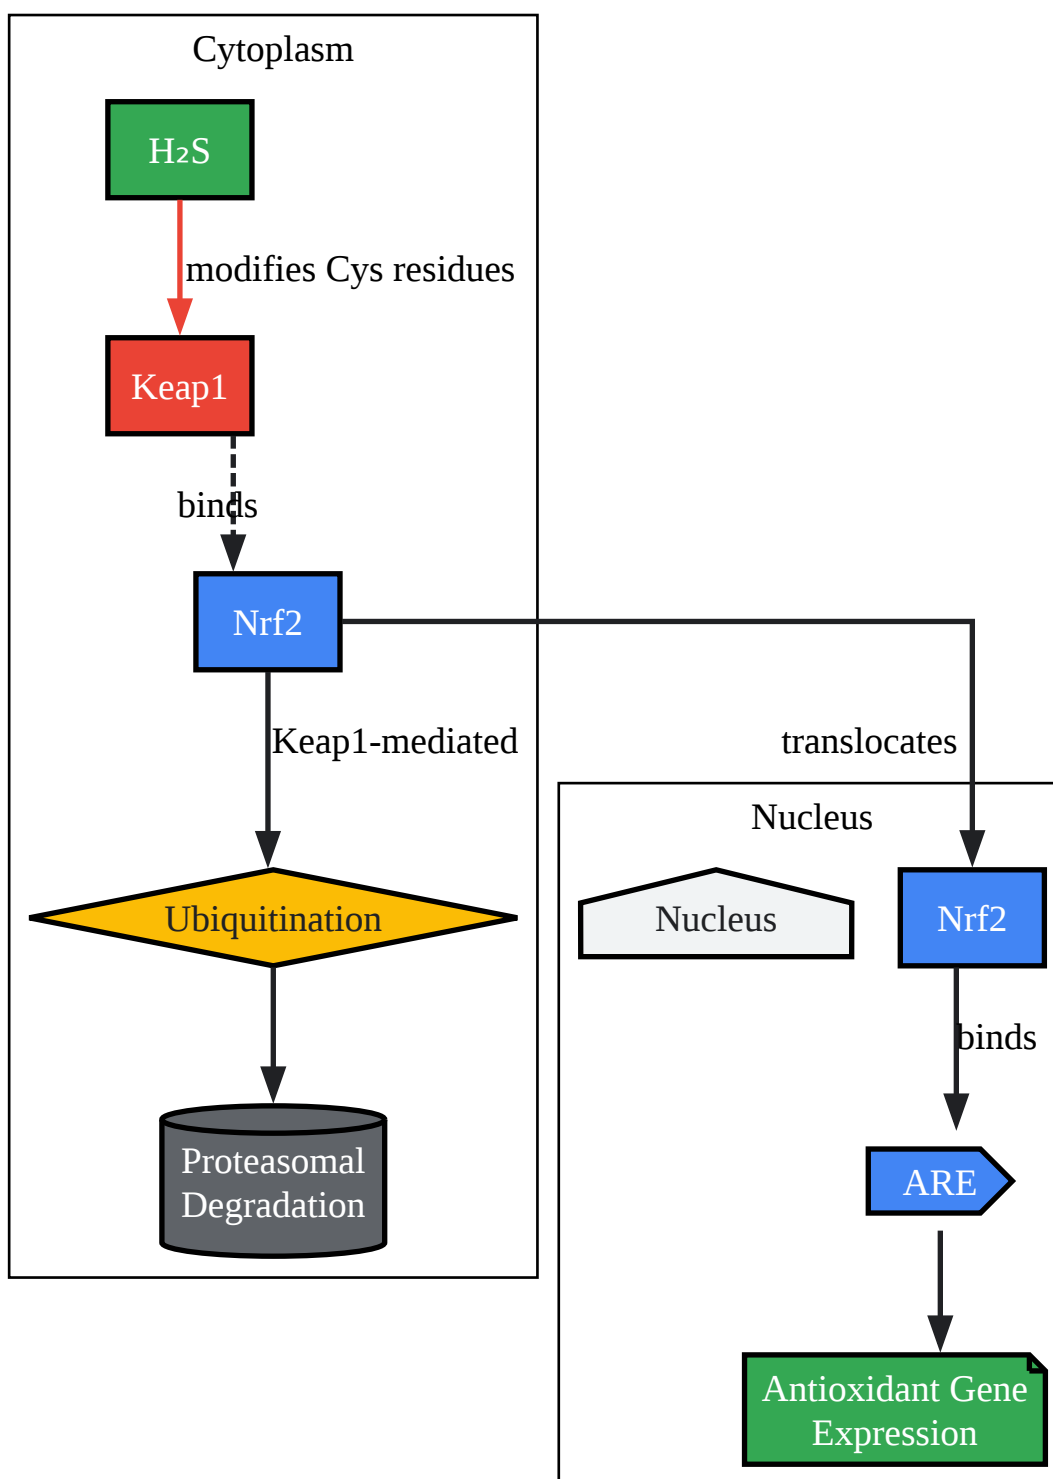 Cytoplasm
H₂S
modifies Cys residues
Keap1
binds
Nrf2
Keap1-mediated
translocates
Nucleus
Ubiquitination
Nucleus
Nrf2
binds
Proteasomal
Degradation
ARE
Antioxidant Gene
Expression